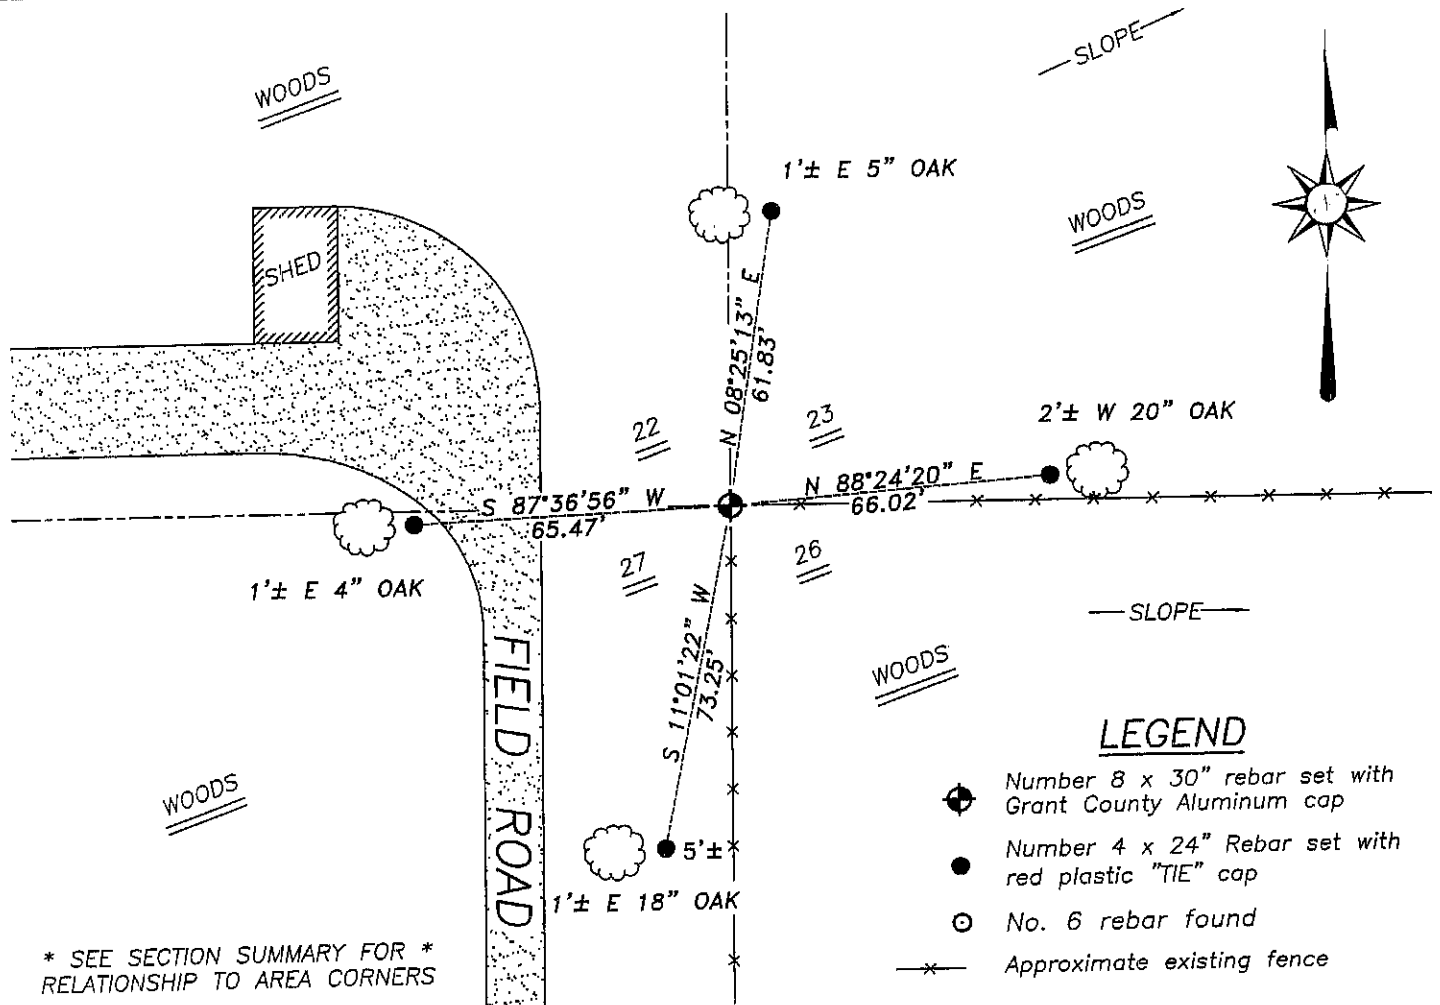 SLOPE
WOODS
1'± E 5" OAK
WOODS
SHED
N 08°25'13" E
61.83'
2'± W 20" OAK
22
23
N 88°24'20" E
66.02'
S 87°36'56" W
65.47'
1'± E 4" OAK
27
26
SLOPE
S 11°01'22" W
73.25'
WOODS
FIELD ROAD
WOODS
5'±
1'± E 18" OAK
LEGEND
Number 8 x 30" rebar set with
Grant County Aluminum cap
Number 4 x 24" Rebar set with
red plastic "TIE" cap
No. 6 rebar found
Approximate existing fence
* SEE SECTION SUMMARY FOR *
RELATIONSHIP TO AREA CORNERS